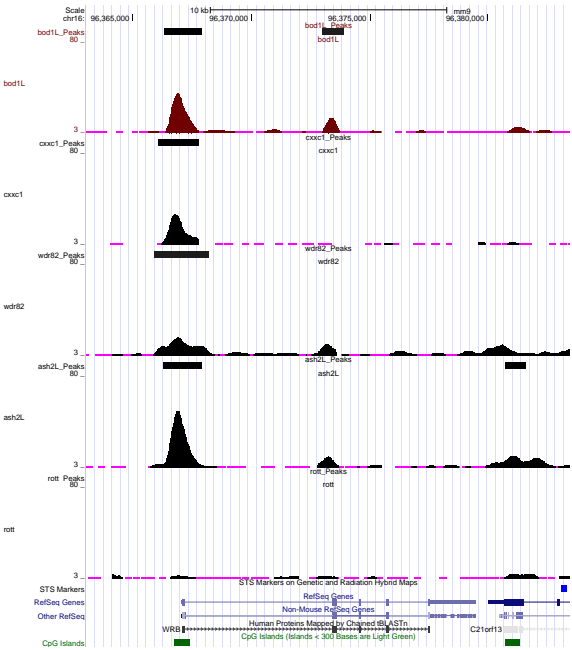 Scale 10 kb mm9
chr16: 96,365,000 96,370,000 96,375,000 96,380,000
bod1L_Peaks
bod1L_Peaks
80
bod1L
bod1L
3
cxxc1_Peaks
cxxc1_Peaks
80
cxxc1
cxxc1
3
wdr82_Peaks
wdr82_Peaks
80
wdr82
wdr82
3
ash2L_Peaks
ash2L_Peaks
80
ash2L
ash2L
3
rott_Peaks
rott_Peaks
80
rott
rott
3
STS Markers on Genetic and Radiation Hybrid Maps
STS Markers
RefSeq Genes
RefSeq Genes
Non-Mouse RefSeq Genes
Other RefSeq
Human Proteins Mapped by Chained tBLASTn
WRB C21orf13
CpG Islands (Islands < 300 Bases are Light Green)
CpG Islands